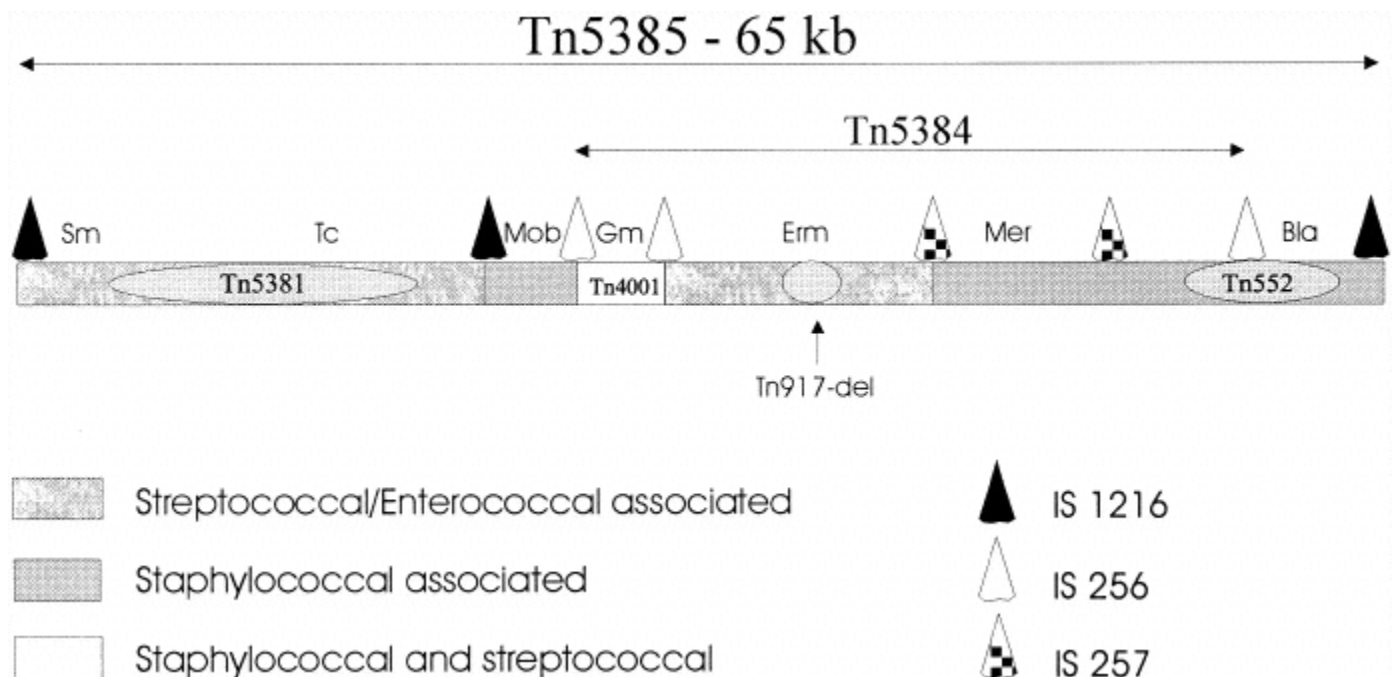 Tn5385 - 65 kb
Tn5384
Sm Tc Mob Gm Erm Mer Bla
Tn5381 Tn4001 Tn552
Tn917-del
Streptococcal/Enterococcal associated IS 1216
Staphylococcal associated IS 256
Staphylococcal and streptococcal IS 257